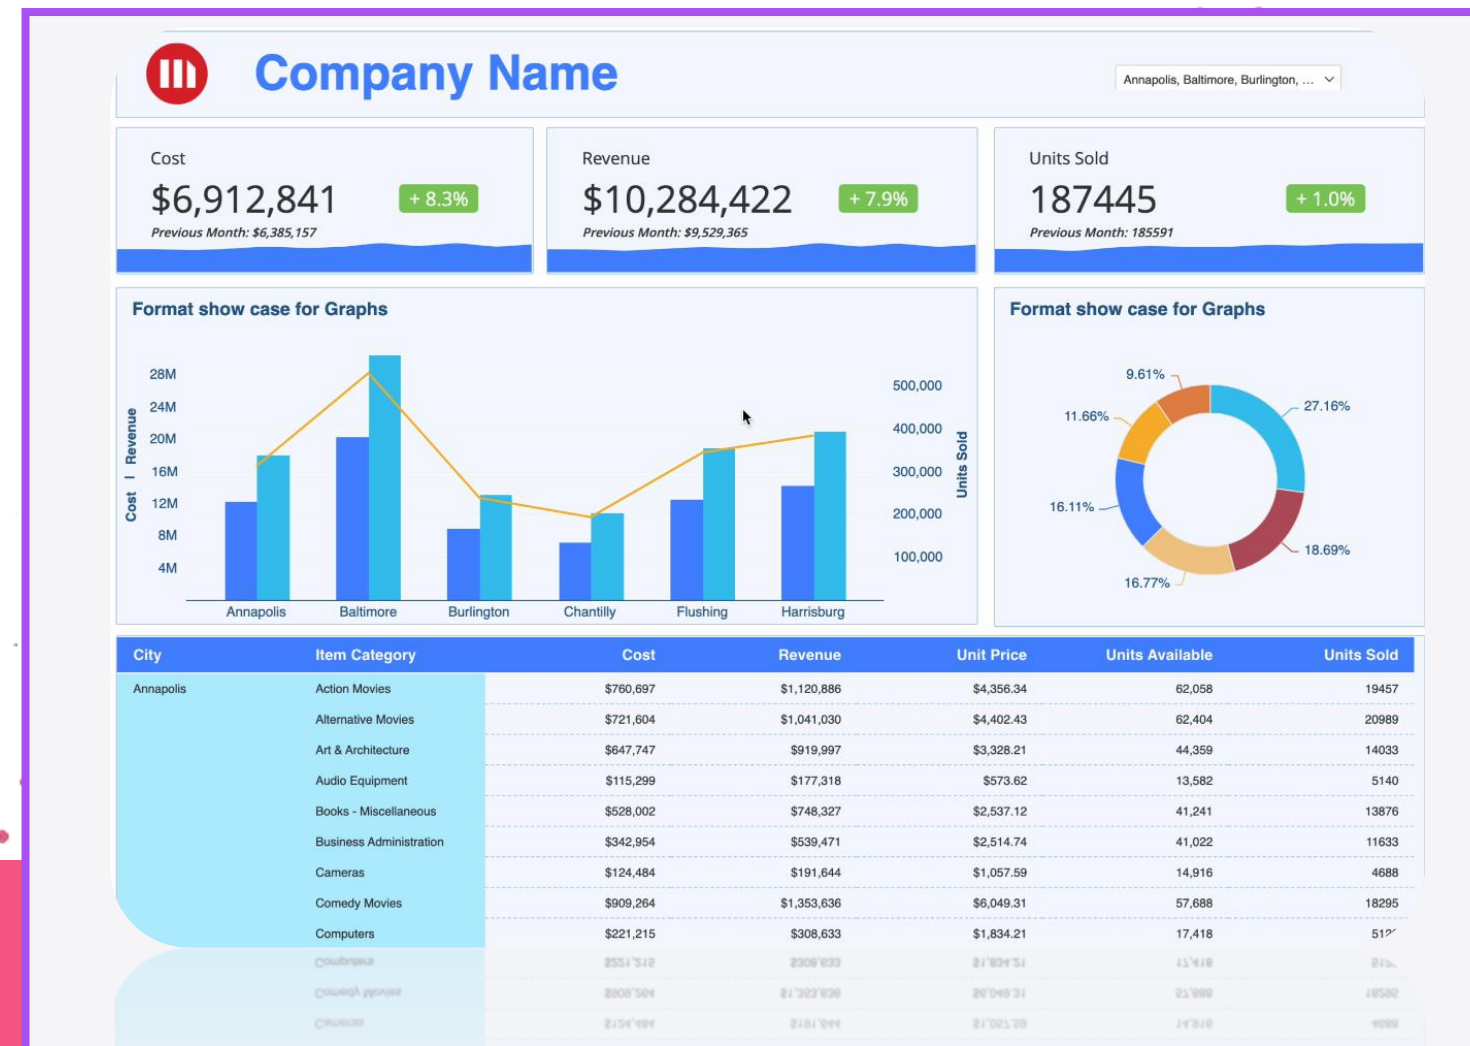 Company Name
Annapolis, Baltimore, Burlington, ...
Cost
$6,912,841
+ 8.3%
Previous Month: $6,385,157
Revenue
$10,284,422
+ 7.9%
Previous Month: $9,529,365
Units Sold
187445
+ 1.0%
Previous Month: 185591
Format show case for Graphs
Cost | Revenue
28M
24M
20M
16M
12M
8M
4M
500,000
400,000
300,000
200,000
100,000
Units Sold
Annapolis Baltimore Burlington Chantilly Flushing Harrisburg
Format show case for Graphs
9.61%
27.16%
11.66%
16.11%
18.69%
16.77%
City Item Category Cost Revenue Unit Price Units Available Units Sold
Annapolis Action Movies $760,697 $1,120,886 $4,356.34 62,058 19457
Alternative Movies $721,604 $1,041,030 $4,402.43 62,404 20989
Art & Architecture $647,747 $919,997 $3,328.21 44,359 14033
Audio Equipment $115,299 $177,318 $573.62 13,582 5140
Books - Miscellaneous $528,002 $748,327 $2,537.12 41,241 13876
Business Administration $342,954 $539,471 $2,514.74 41,022 11633
Cameras $124,484 $191,644 $1,057.59 14,916 4688
Comedy Movies $909,264 $1,353,636 $6,049.31 57,688 18295
Computers $221,215 $308,633 $1,834.21 17,418